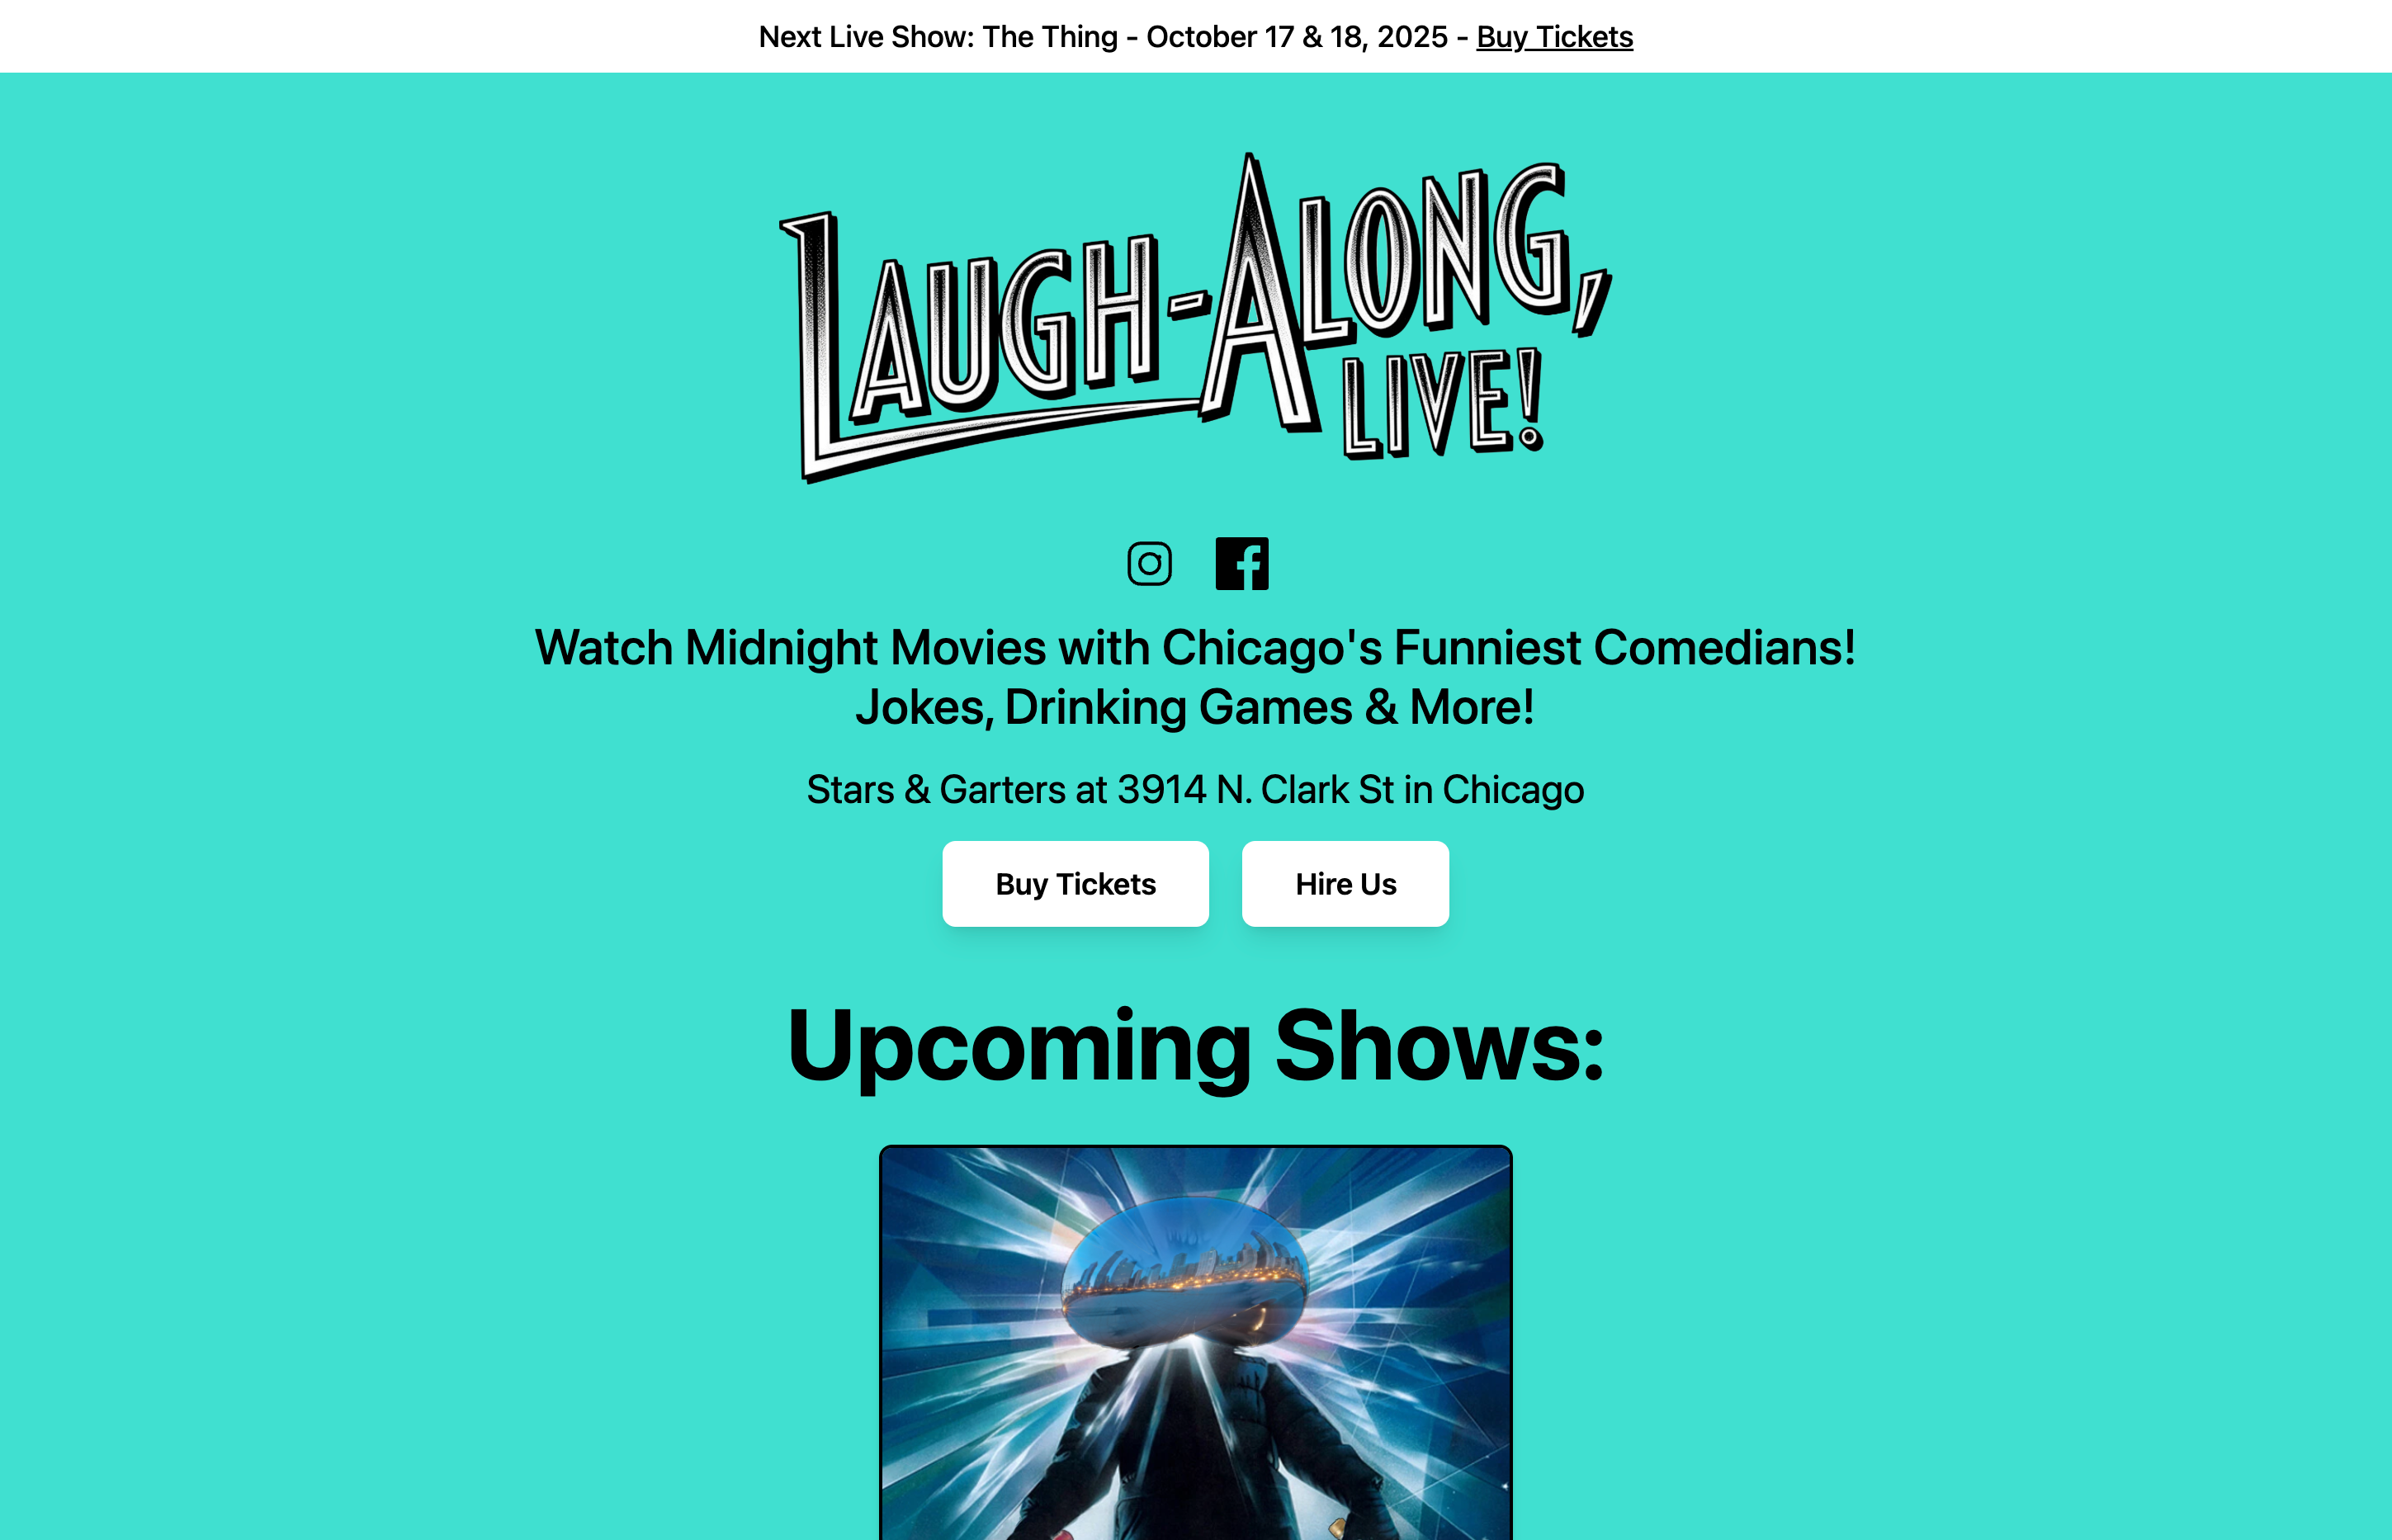 Next Live Show: The Thing - October 17 & 18, 2025 - Buy Tickets
LAUGH-ALONG,
LIVE!
Watch Midnight Movies with Chicago's Funniest Comedians!
Jokes, Drinking Games & More!
Stars & Garters at 3914 N. Clark St in Chicago
Buy Tickets
Hire Us
Upcoming Shows: